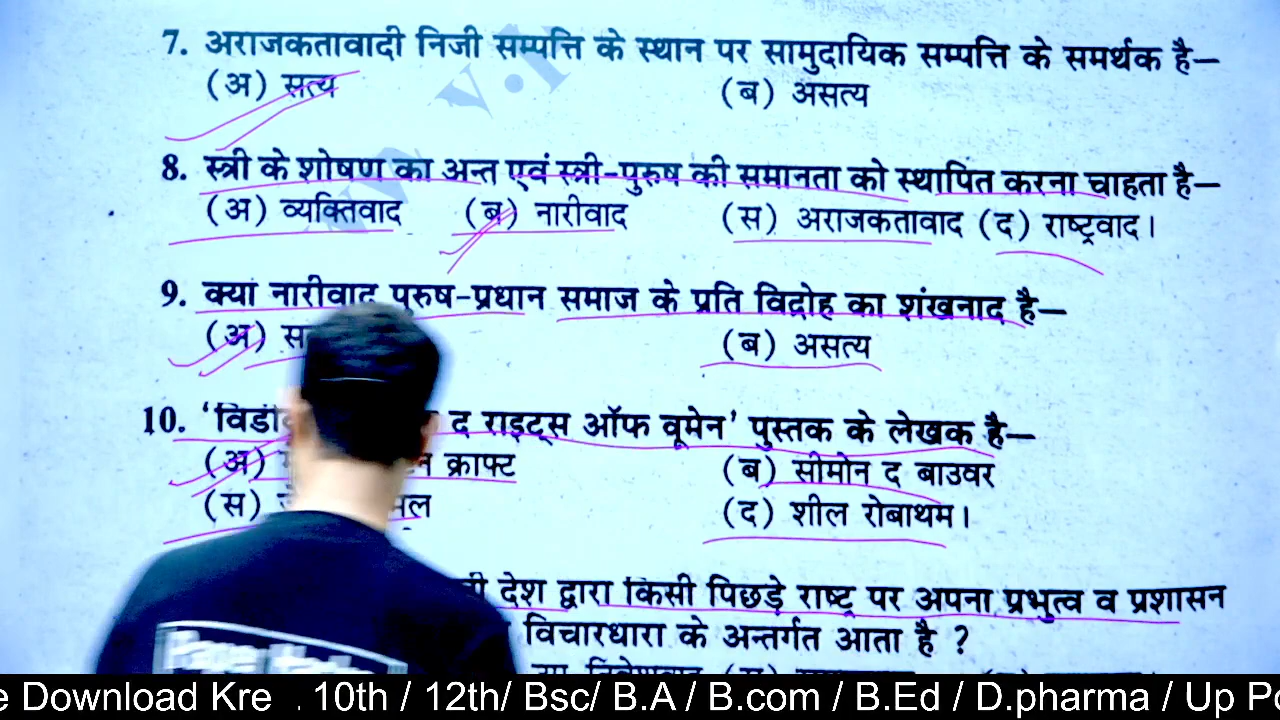 7. अराजकतावादी निजी सम्पत्ति के स्थान पर सामुदायिक सम्पत्ति के समर्थक है—
(अ) सत्य (ब) असत्य
8. स्त्री के शोषण का अन्त एवं स्त्री-पुरुष की समानता को स्थापित करना चाहता है—
(अ) व्यक्तिवाद (ब) नारीवाद (स) अराजकतावाद (द) राष्ट्रवाद।
9. क्या नारीवाद पुरुष-प्रधान समाज के प्रति विद्रोह का शंखनाद है—
(अ) (ब) असत्य
10. द राइट्स ऑफ वूमेन' पुस्तक के लेखक है—
(अ) क्राफ्ट (ब) सीमोन द बाउवर
(स) (द) शील रोबाथम।
देश द्वारा किसी पिछड़े राष्ट्र पर अपना प्रभुत्व व प्रशासन
विचारधारा के अन्तर्गत आता है ?
Download Kre . 10th / 12th/ Bsc/ B.A / B.com / B.Ed / D.pharma / Up